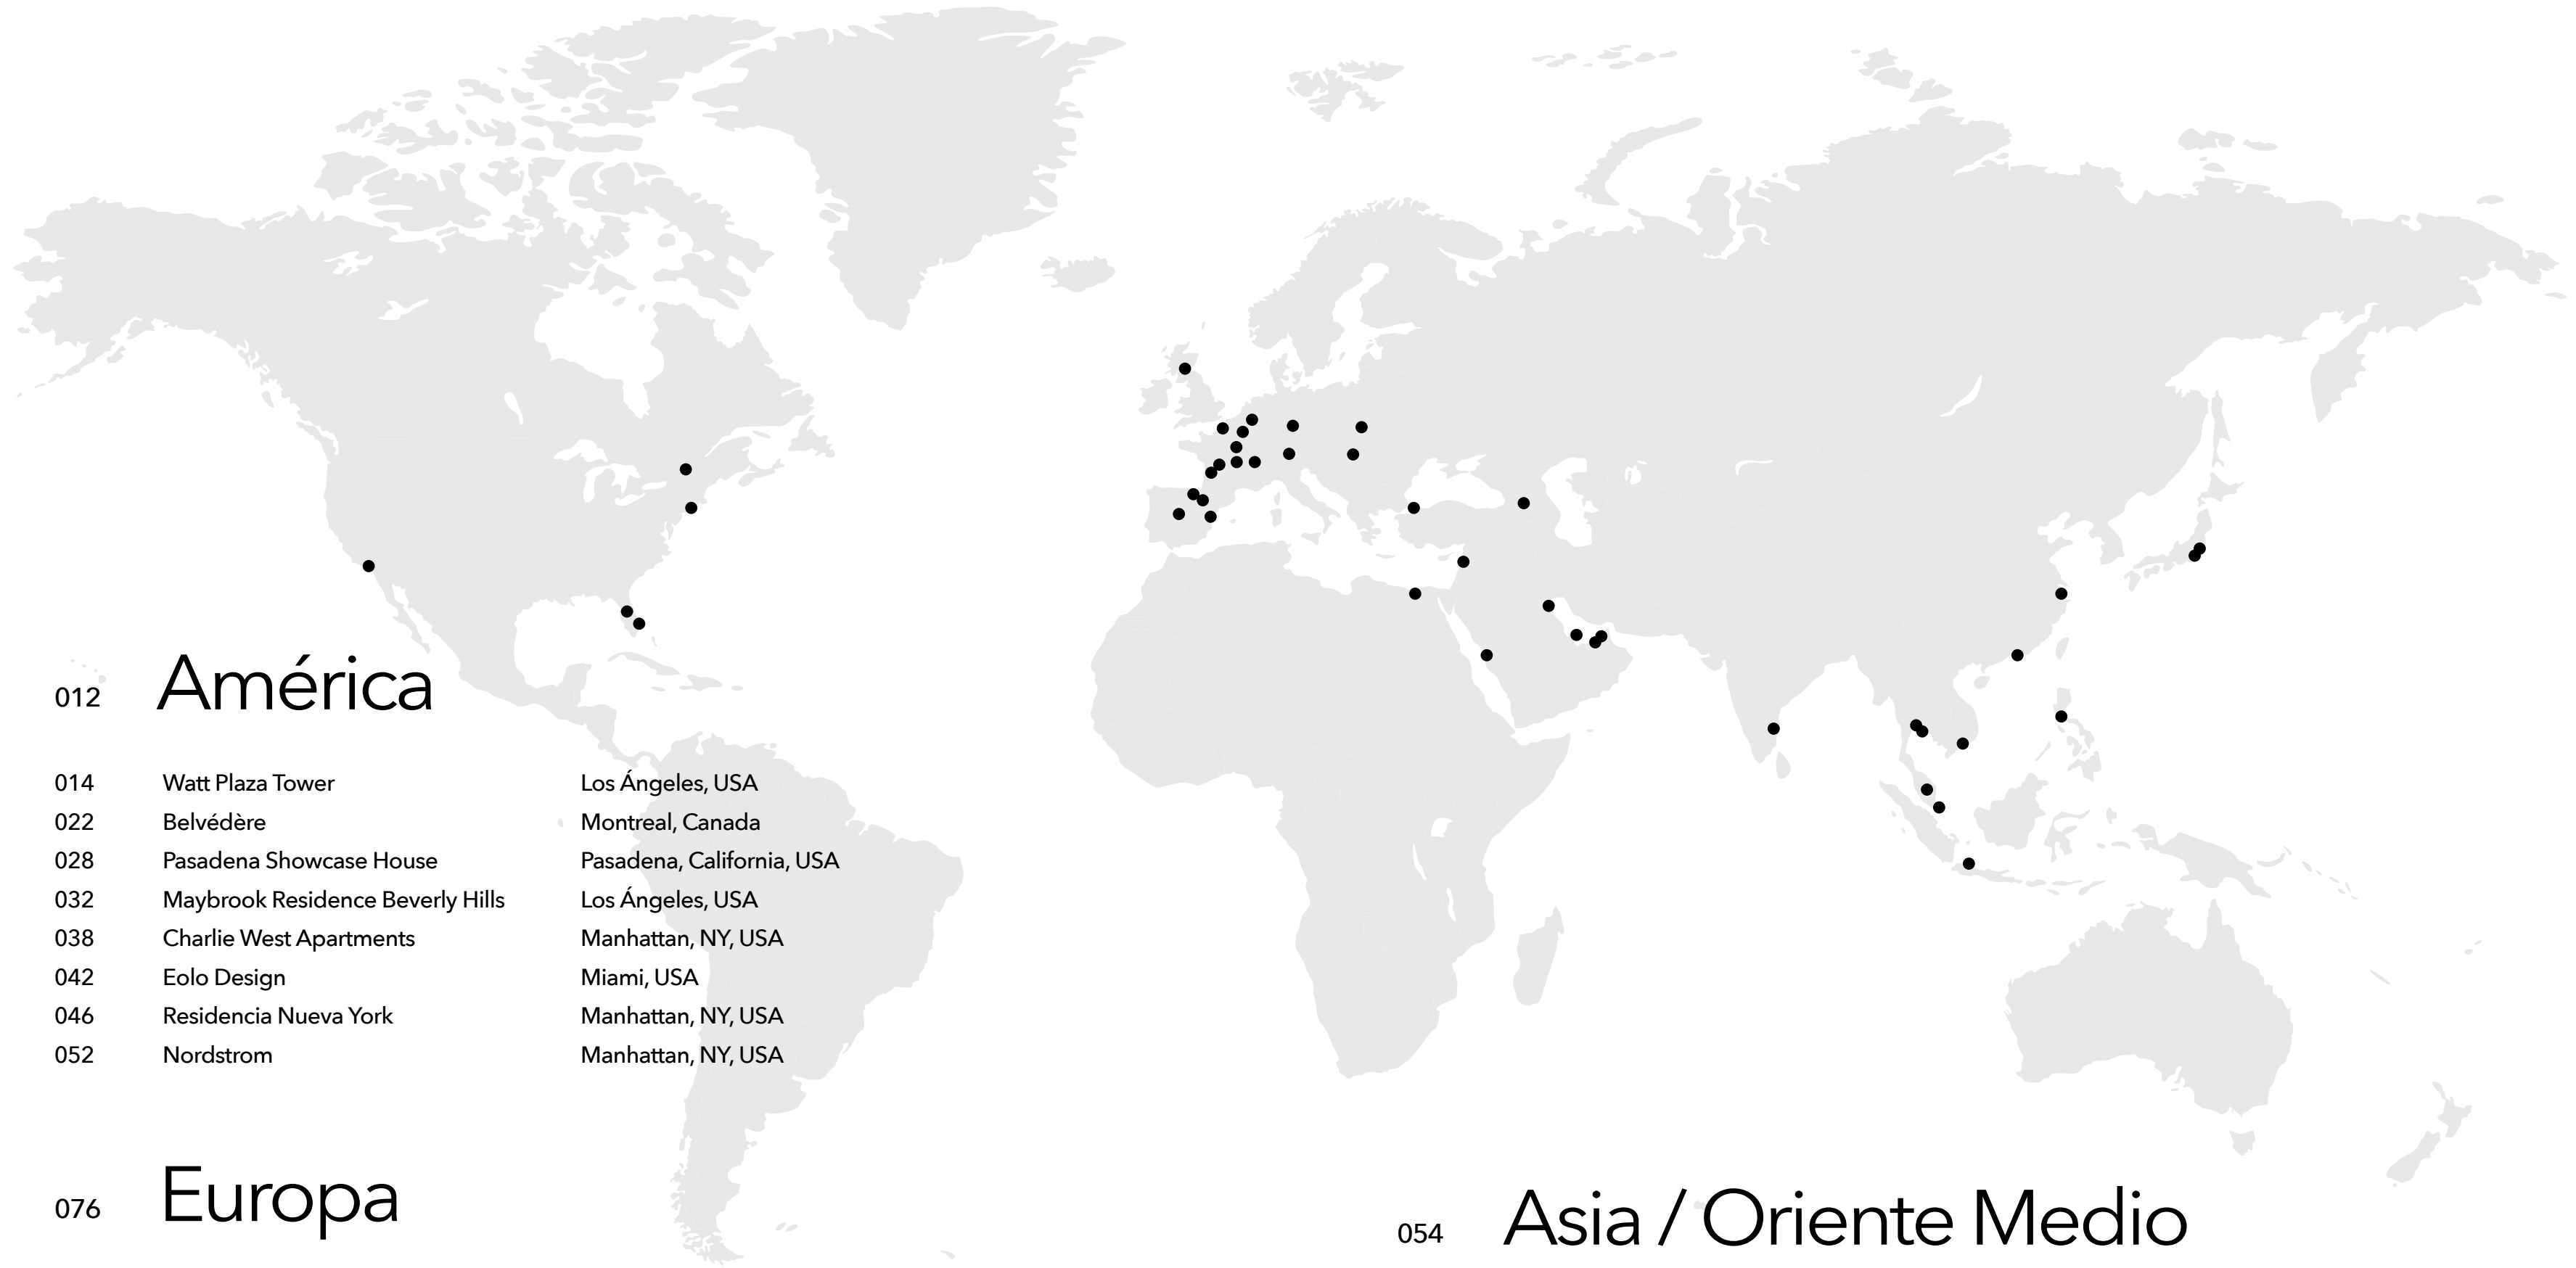 012 América
014 Watt Plaza Tower Los Ángeles, USA
022 Belvédère Montreal, Canada
028 Pasadena Showcase House Pasadena, California, USA
032 Maybrook Residence Beverly Hills Los Ángeles, USA
038 Charlie West Apartments Manhattan, NY, USA
042 Eolo Design Miami, USA
046 Residencia Nueva York Manhattan, NY, USA
052 Nordstrom Manhattan, NY, USA
076 Europa
054 Asia / Oriente Medio